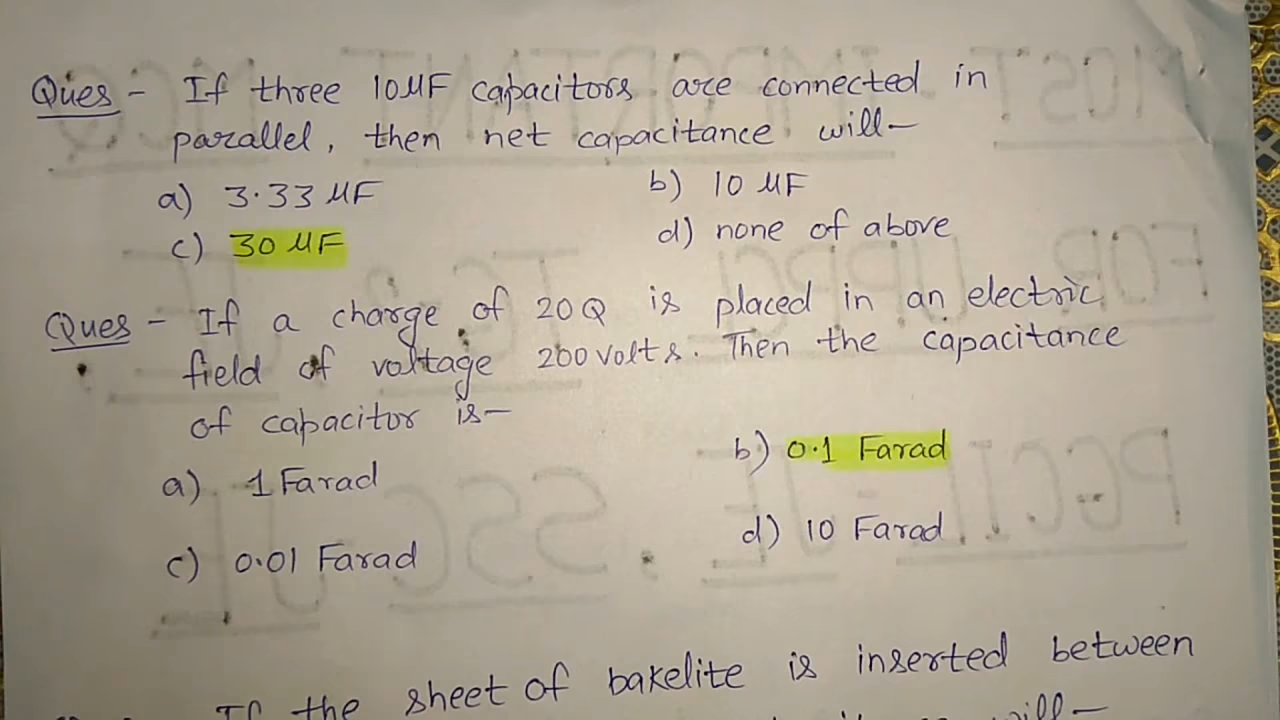 Ques - If three 10μF capacitors are connected in
parallel, then net capacitance will-
a) 3.33 μF b) 10 μF
c) 30 μF d) none of above
Ques - If a charge of 20Q is placed in an electric
field of voltage 200 volts. Then the capacitance
of capacitor is-
a) 1 Farad b) 0.1 Farad
c) 0.01 Farad d) 10 Farad
If the sheet of bakelite is inserted between
will-